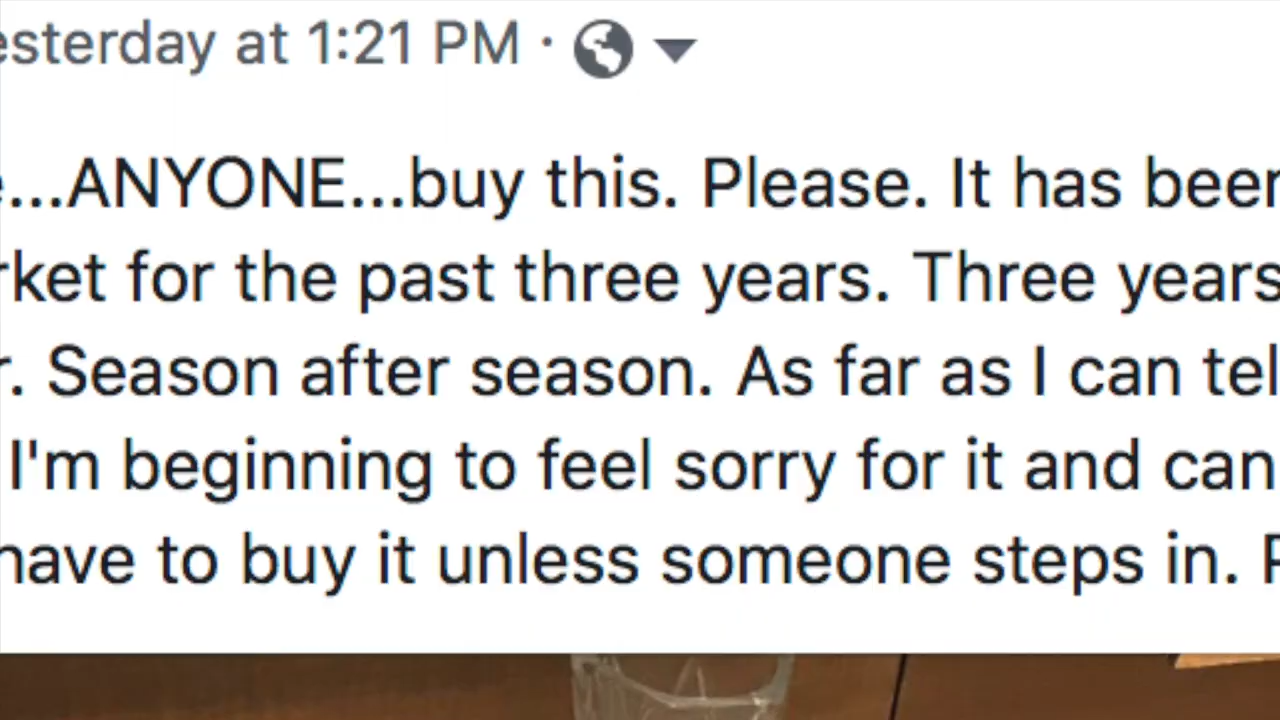 esterday at 1:21 PM ·
e...ANYONE...buy this. Please. It has been
rket for the past three years. Three years
r. Season after season. As far as I can tel
I'm beginning to feel sorry for it and can
have to buy it unless someone steps in. P